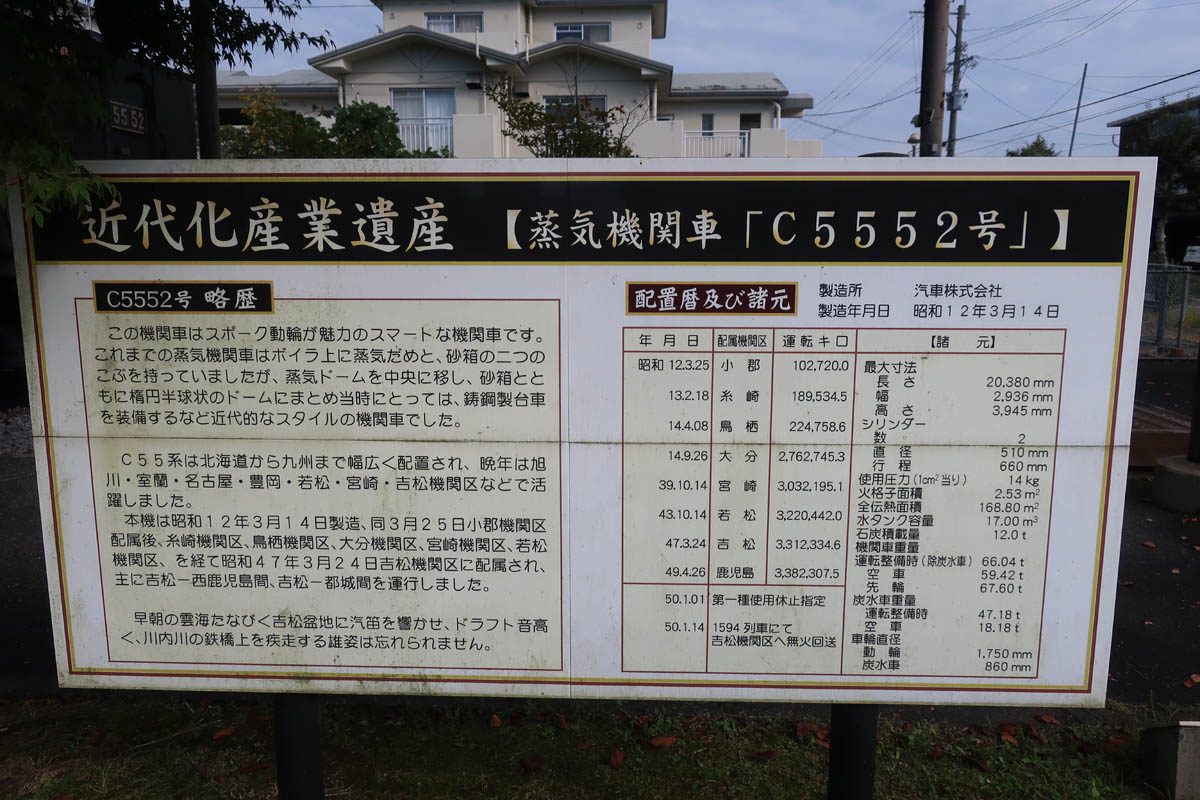 5552
近代化産業遺産 【蒸気機関車「C5552号」】
C5552号 略歴
この機関車はスポーク動輪が魅力のスマートな機関車です。
これまでの蒸気機関車はボイラ上に蒸気だめと、砂箱の二つの
こぶを持っていましたが、蒸気ドームを中央に移し、砂箱とと
もに楕円半球状のドームにまとめ当時にとっては、鋳鋼製台車
を装備するなど近代的なスタイルの機関車でした。
C55系は北海道から九州まで幅広く配置され、晩年は旭
川・室蘭・名古屋・豊岡・若松・宮崎・吉松機関区などで活
躍しました。
本機は昭和12年3月14日製造、同3月25日小郡機関区
配属後、糸崎機関区、鳥栖機関区、大分機関区、宮崎機関区、若松
機関区、を経て昭和47年3月24日吉松機関区に配属され、
主に吉松ー西鹿児島間、吉松ー都城間を運行しました。
早朝の雲海たなびく吉松盆地に汽笛を響かせ、ドラフト音高
く、川内川の鉄橋上を疾走する雄姿は忘れられません。
配置暦及び諸元
製造所 汽車株式会社
製造年月日 昭和12年3月14日
年月日 配属機関区 運転キロ
昭和 12.3.25 小郡 102,720.0
13.2.18 糸崎 189,534.5
14.4.08 鳥栖 224,758.6
14.9.26 大分 2,762,745.3
39.10.14 宮崎 3,032,195.1
43.10.14 若松 3,220,442.0
47.3.24 吉松 3,312,334.6
49.4.26 鹿児島 3,382,307.5
50.1.01 第一種使用休止指定
50.1.14 1594 列車にて
吉松機関区へ無火回送
【諸元】
最大寸法
長さ 20,380 mm
幅 2,936 mm
高さ 3,945 mm
シリンダー
数 2
直径 510 mm
行程 660 mm
使用圧力(1cm²当り) 14 kg
火格子面積 2.53 m²
全伝熱面積 168.80 m²
水タンク容量 17.00 m³
石炭積載量 12.0 t
機関車重量
運転整備時(除炭水車) 66.04 t
空車 59.42 t
先輪 67.60 t
炭水車重量
運転整備時 47.18 t
空車 18.18 t
車輪直径
動輪 1,750 mm
炭水車 860 mm